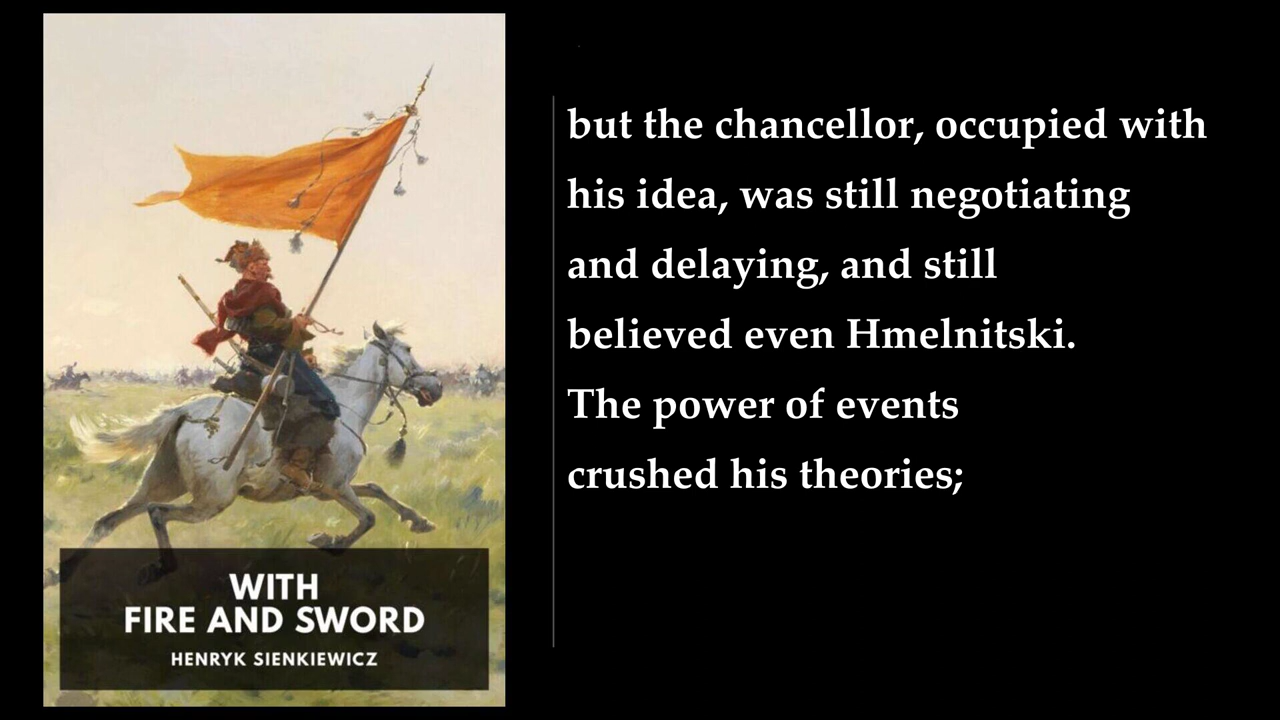 WITH
FIRE AND SWORD
HENRYK SIENKIEWICZ
but the chancellor, occupied with
his idea, was still negotiating
and delaying, and still
believed even Hmelnitski.
The power of events
crushed his theories;